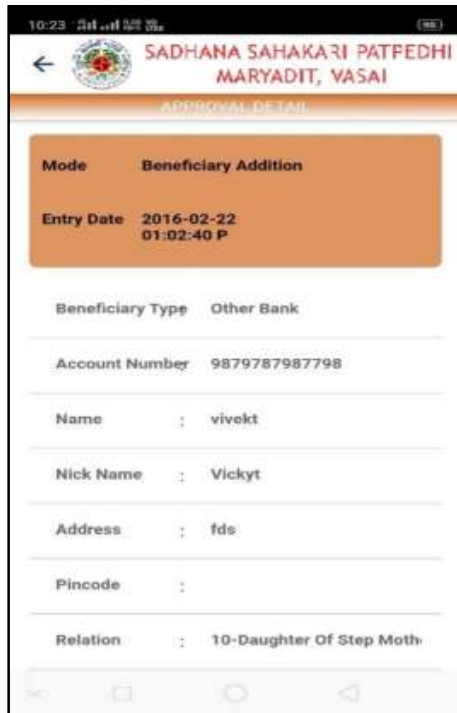 10:23
SADHANA SAHAKARI PATPEDHI
MARYADIT, VASAI
APPROVAL DETAIL
Mode Beneficiary Addition
Entry Date 2016-02-22
01:02:40 P
Beneficiary Type : Other Bank
Account Number : 9879787987798
Name : vivekt
Nick Name : Vickyt
Address : fds
Pincode :
Relation : 10-Daughter Of Step Moth